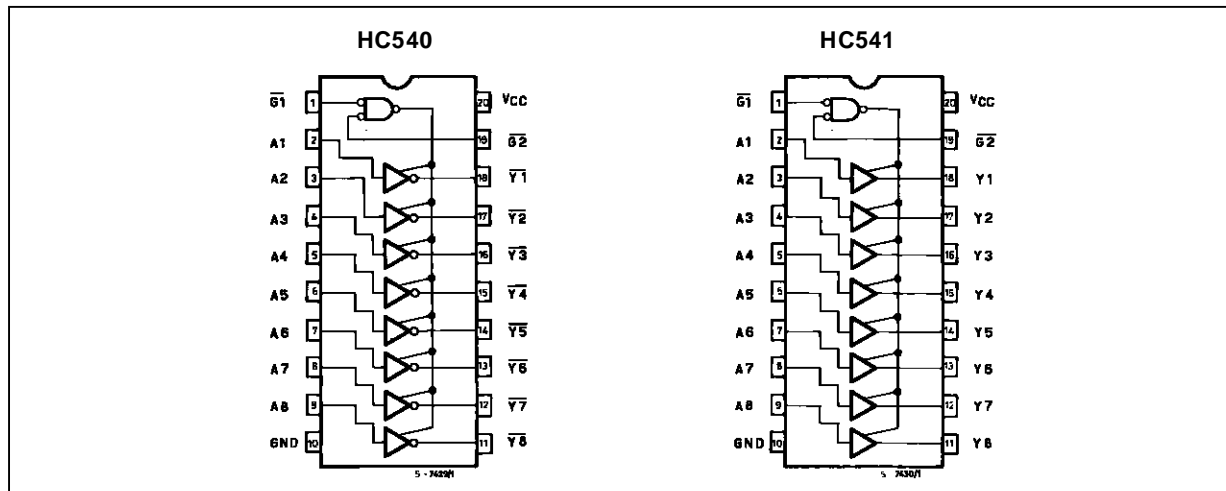 HC540
G1 1 20 VCC
A1 2 19 G2
A2 3 18 Y1
A3 4 17 Y2
A4 5 16 Y3
A5 6 15 Y4
A6 7 14 Y5
A7 8 13 Y6
A8 9 12 Y7
GND 10 11 Y8
S - 7429/1
HC541
G1 1 20 VCC
A1 2 19 G2
A2 3 18 Y1
A3 4 17 Y2
A4 5 16 Y3
A5 6 15 Y4
A6 7 14 Y5
A7 8 13 Y6
A8 9 12 Y7
GND 10 11 Y8
S 7430/1